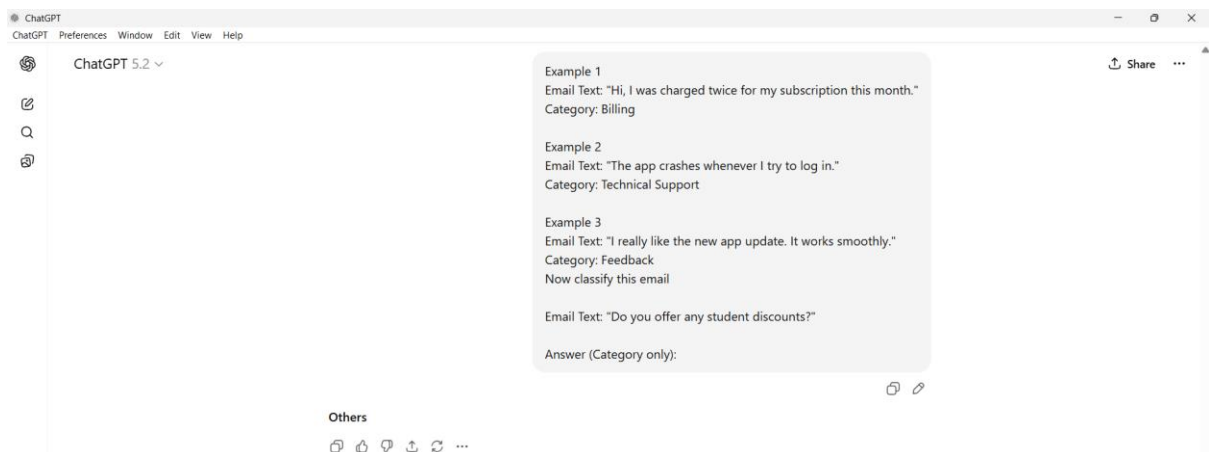 ChatGPT
ChatGPT Preferences Window Edit View Help
ChatGPT 5.2
Share
Example 1
Email Text: "Hi, I was charged twice for my subscription this month."
Category: Billing
Example 2
Email Text: "The app crashes whenever I try to log in."
Category: Technical Support
Example 3
Email Text: "I really like the new app update. It works smoothly."
Category: Feedback
Now classify this email
Email Text: "Do you offer any student discounts?"
Answer (Category only):
Others